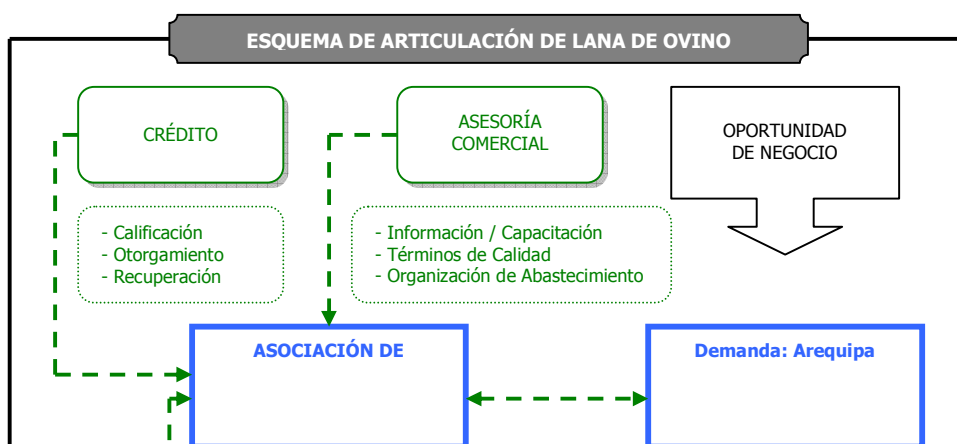 ESQUEMA DE ARTICULACIÓN DE LANA DE OVINO
CRÉDITO
ASESORÍA
COMERCIAL
OPORTUNIDAD
DE NEGOCIO
- Calificación
- Otorgamiento
- Recuperación
- Información / Capacitación
- Términos de Calidad
- Organización de Abastecimiento
ASOCIACIÓN DE
Demanda: Arequipa